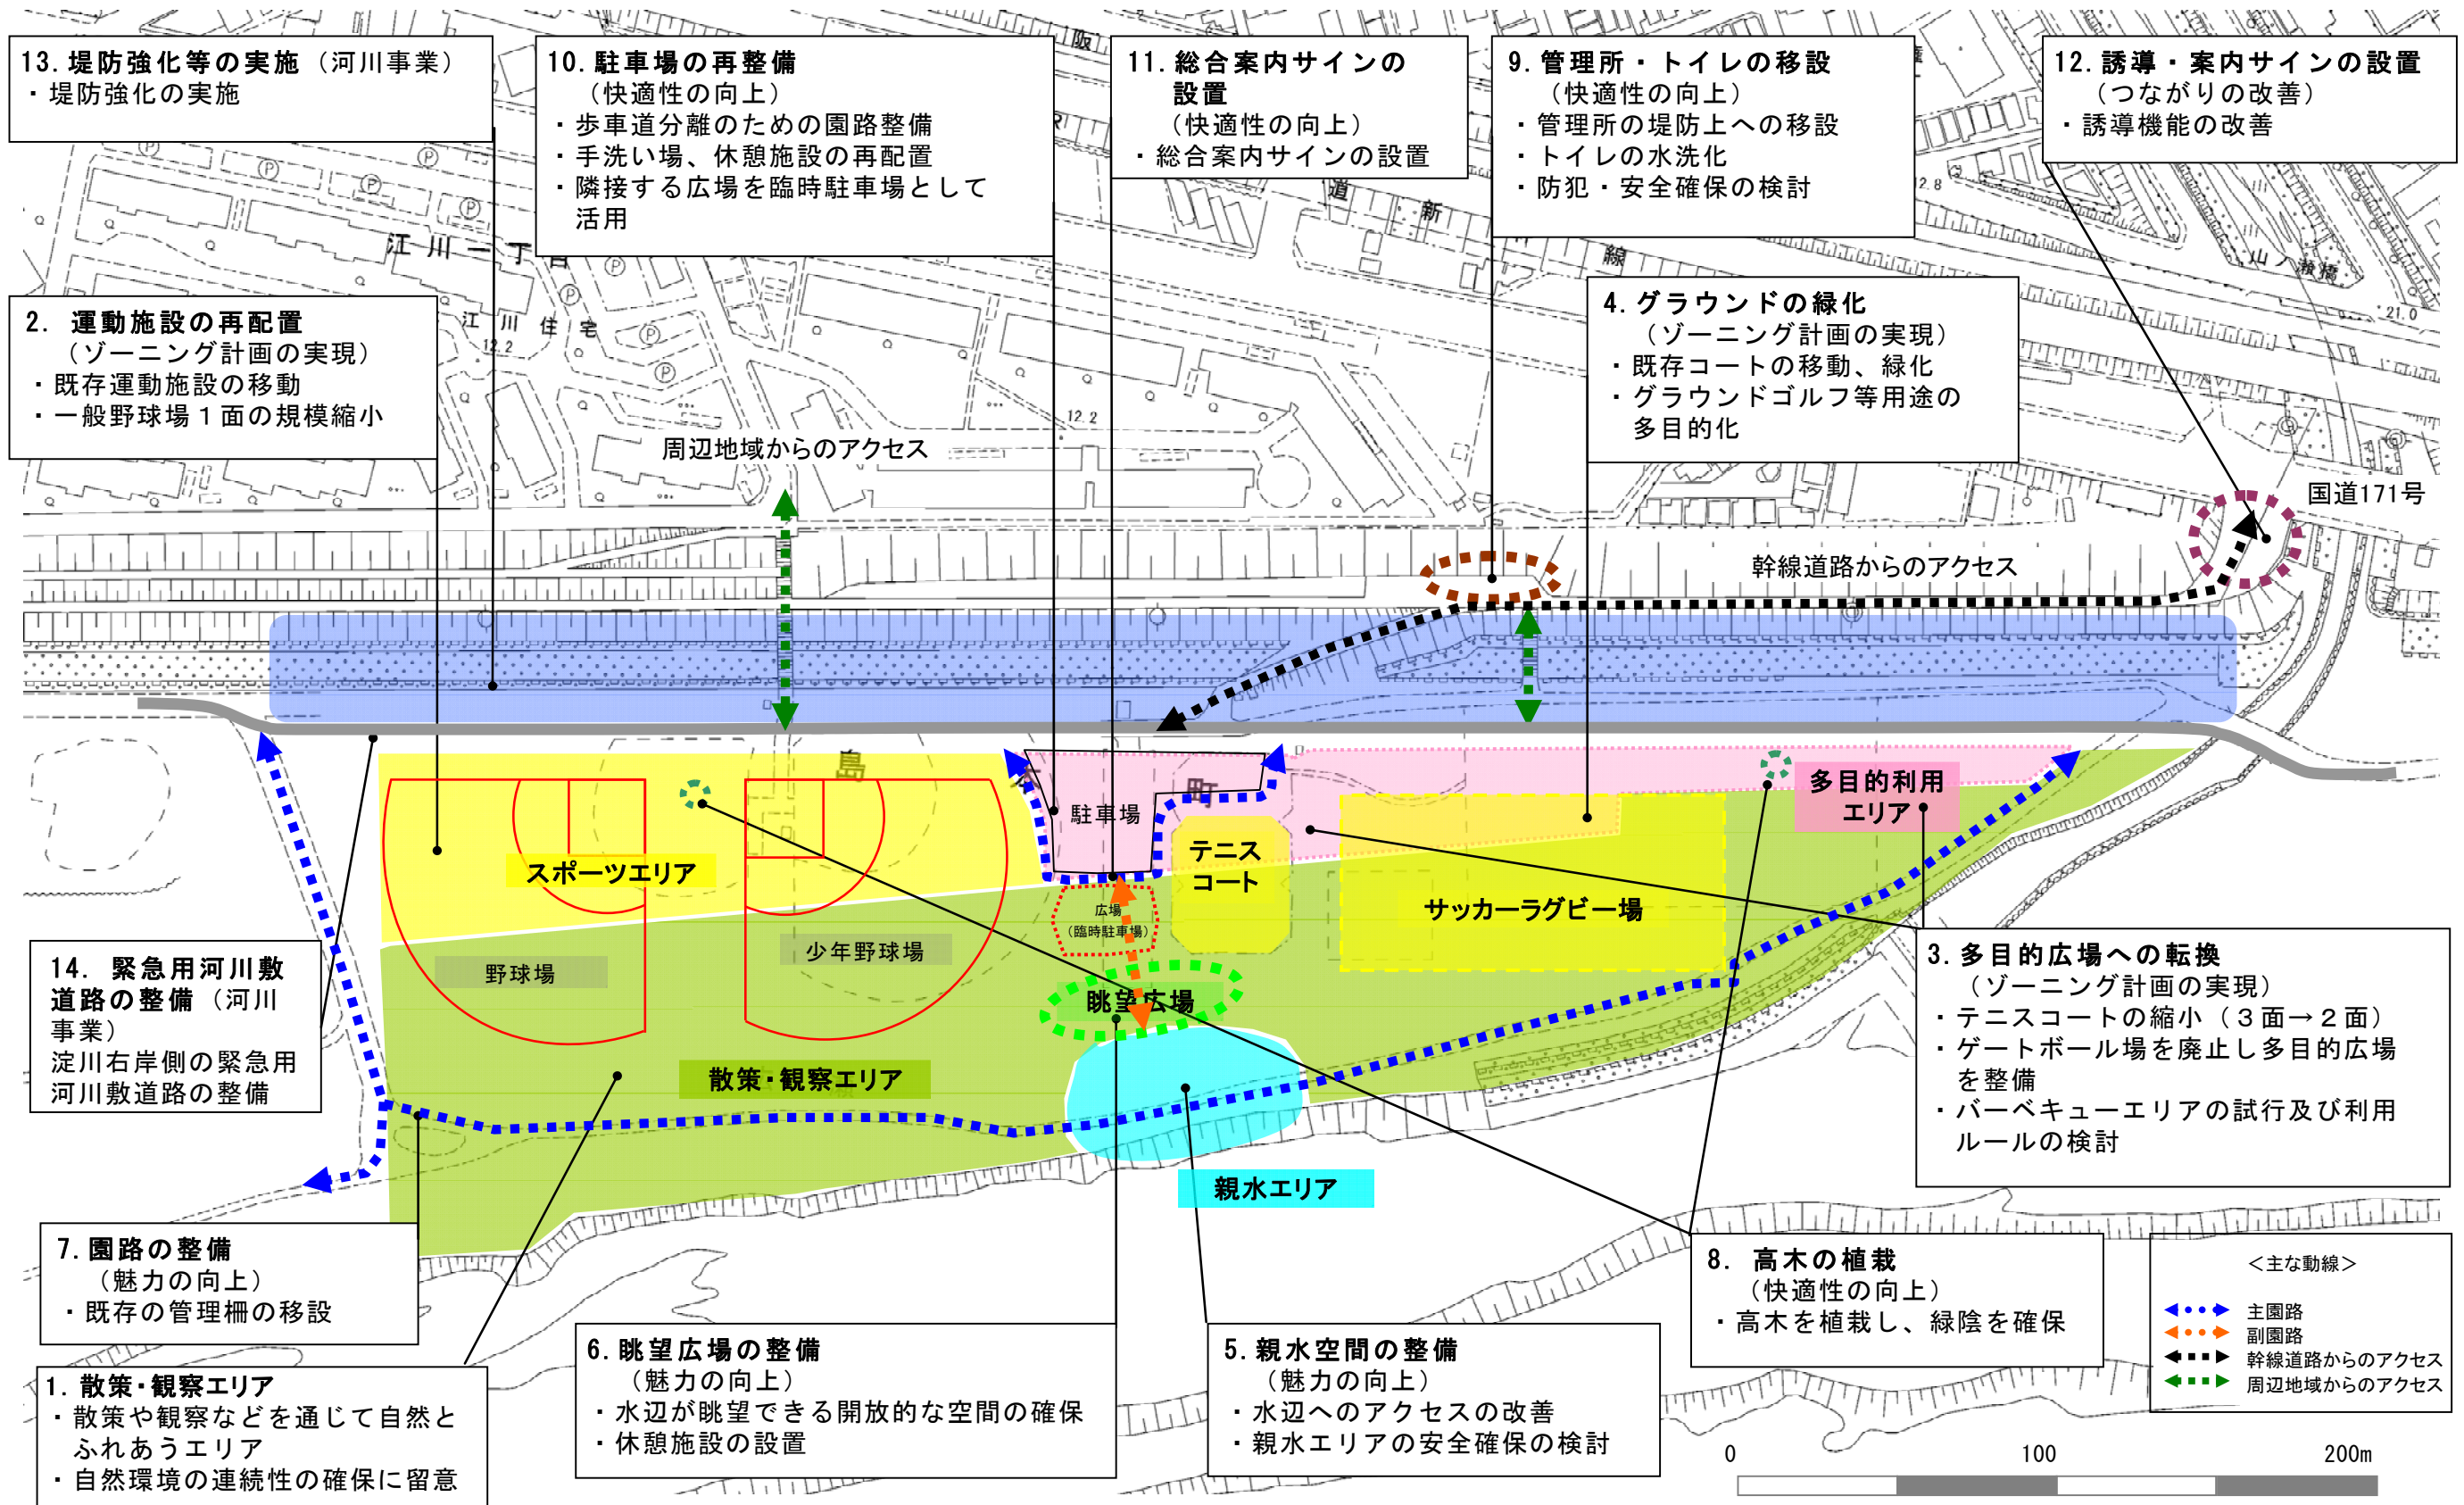 13.堤防強化等の実施（河川事業）
・堤防強化の実施
10.駐車場の再整備
（快適性の向上）
・歩車道分離のための園路整備
・手洗い場、休憩施設の再配置
・隣接する広場を臨時駐車場として
活用
11.総合案内サインの
設置
（快適性の向上）
・総合案内サインの設置
9.管理所・トイレの移設
（快適性の向上）
・管理所の堤防上への移設
・トイレの水洗化
・防犯・安全確保の検討
12.誘導・案内サインの設置
（つながりの改善）
・誘導機能の改善
阪
道
新
線
12.8
山
瀬橋
21.0
江川一丁目
江川住宅
12.2
12.2
2. 運動施設の再配置
（ゾーニング計画の実現）
・既存運動施設の移動
・一般野球場１面の規模縮小
4.グラウンドの緑化
（ゾーニング計画の実現）
・既存コートの移動、緑化
・グラウンドゴルフ等用途の
多目的化
周辺地域からのアクセス
国道171号
幹線道路からのアクセス
島
本
町
駐車場
多目的利用
エリア
テニス
コート
スポーツエリア
サッカーラグビー場
広場
（臨時駐車場）
少年野球場
野球場
眺望広場
散策・観察エリア
親水エリア
14. 緊急用河川敷
道路の整備（河川
事業）
淀川右岸側の緊急用
河川敷道路の整備
3.多目的広場への転換
（ゾーニング計画の実現）
・テニスコートの縮小（３面→２面）
・ゲートボール場を廃止し多目的広場
を整備
・バーベキューエリアの試行及び利用
ルールの検討
7.園路の整備
（魅力の向上）
・既存の管理柵の移設
8. 高木の植栽
（快適性の向上）
・高木を植栽し、緑陰を確保
1.散策・観察エリア
・散策や観察などを通じて自然と
ふれあうエリア
・自然環境の連続性の確保に留意
6.眺望広場の整備
（魅力の向上）
・水辺が眺望できる開放的な空間の確保
・休憩施設の設置
5.親水空間の整備
（魅力の向上）
・水辺へのアクセスの改善
・親水エリアの安全確保の検討
＜主な動線＞
主園路
副園路
幹線道路からのアクセス
周辺地域からのアクセス
0
100
200m